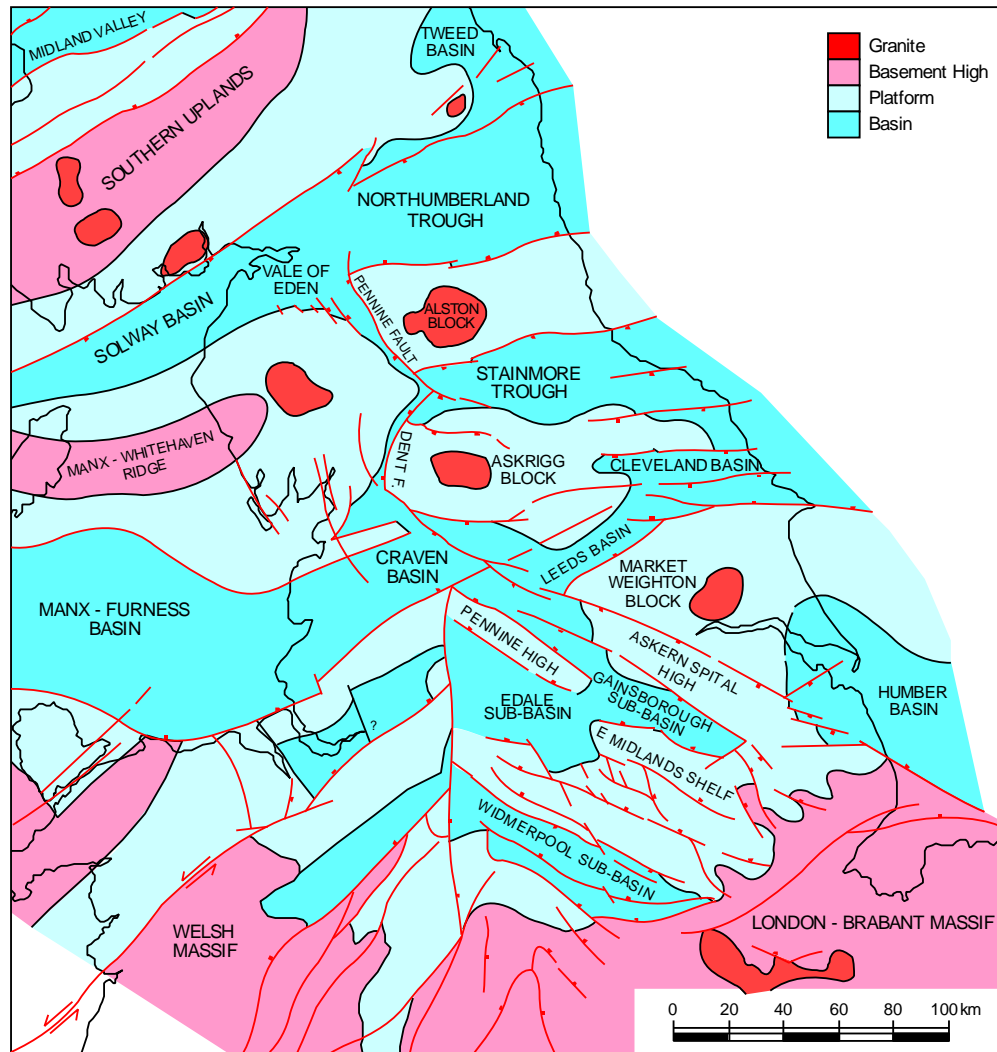 MIDLAND VALLEY
TWEED
BASIN
Granite
Basement High
Platform
Basin
SOUTHERN UPLANDS
NORTHUMBERLAND
TROUGH
VALE OF
EDEN
SOLWAY BASIN
PENNINE FAULT
ALSTON
BLOCK
STAINMORE
TROUGH
MANX - WHITEHAVEN
RIDGE
DENT F.
ASKRIGG
BLOCK
CLEVELAND BASIN
CRAVEN
BASIN
LEEDS BASIN
MARKET
WEIGHTON
BLOCK
MANX - FURNESS
BASIN
PENNINE HIGH
ASKERN SPITAL
HIGH
GAINSBOROUGH
SUB-BASIN
HUMBER
BASIN
EDALE
SUB-BASIN
?
E MIDLANDS SHELF
WIDMERPOOL SUB-BASIN
WELSH
MASSIF
LONDON - BRABANT MASSIF
0 20 40 60 80 100 km